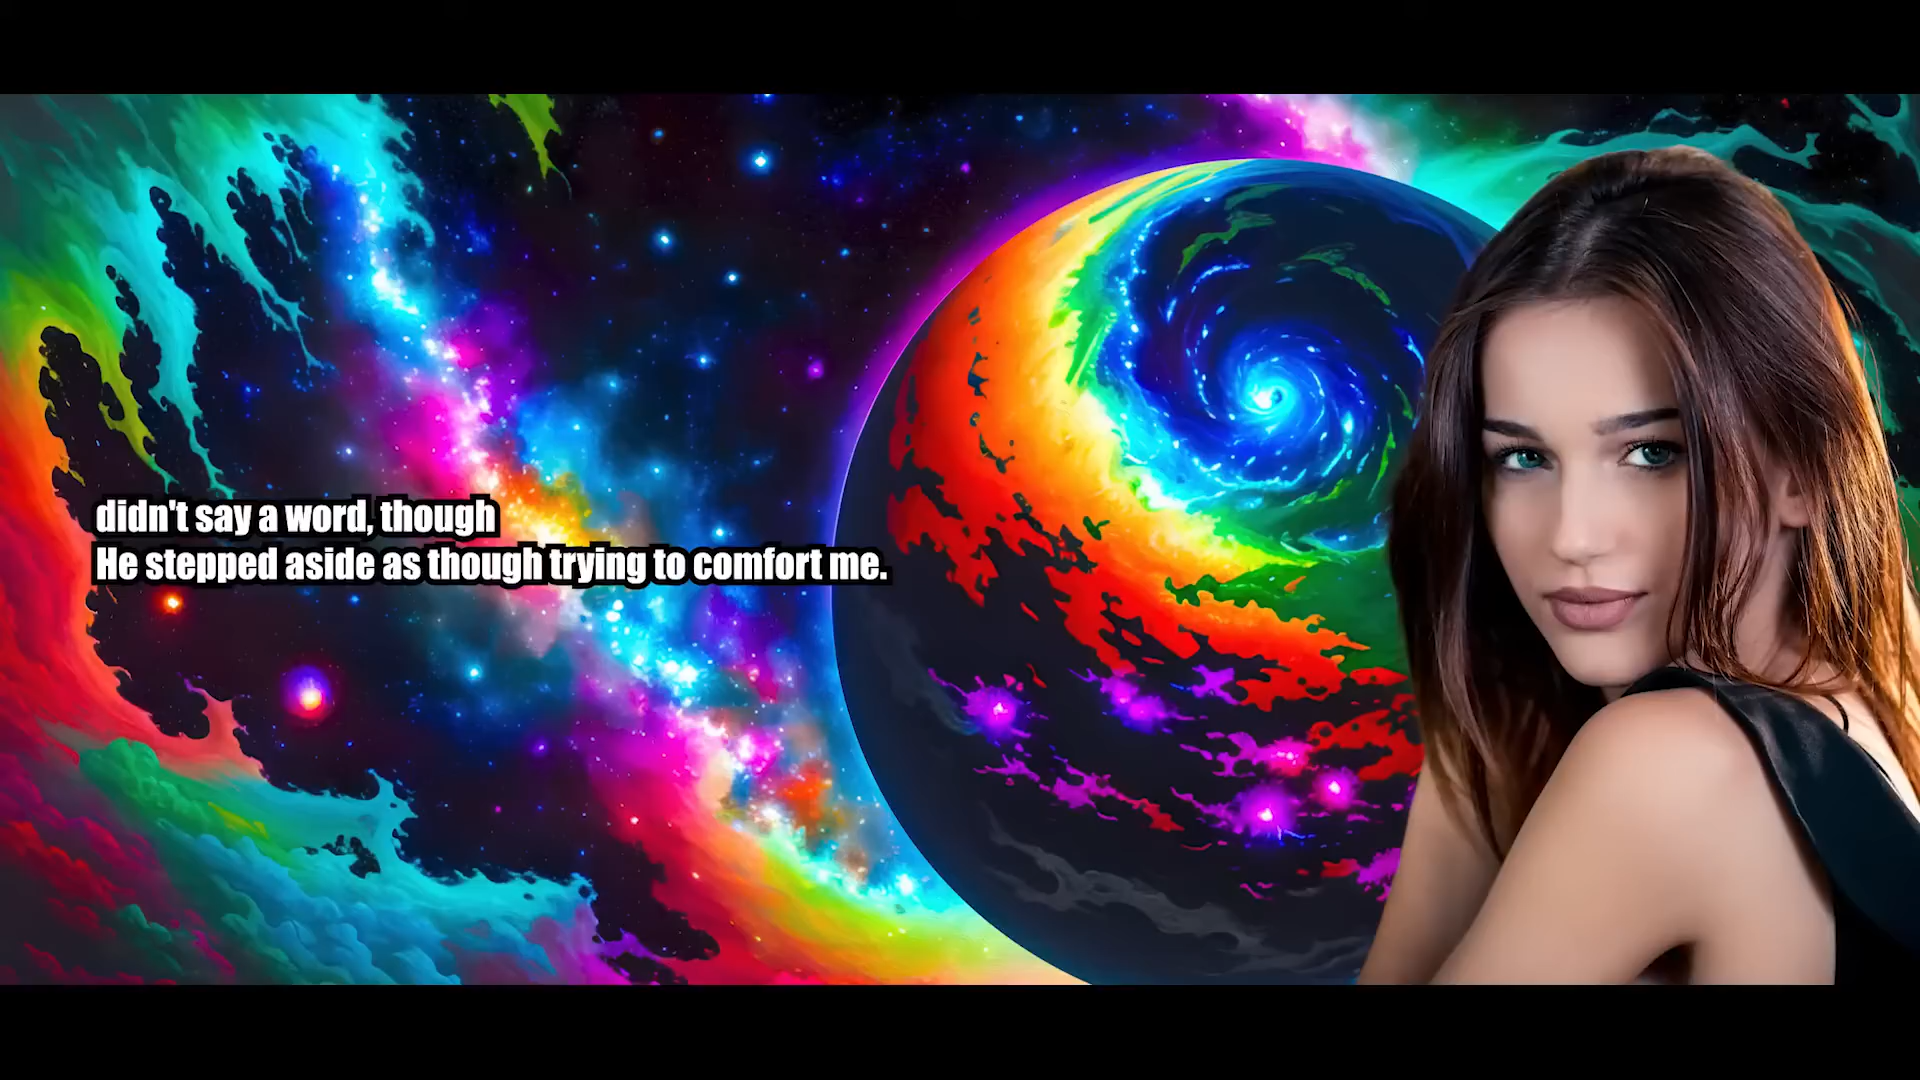 didn't say a word, though
He stepped aside as though trying to comfort me.